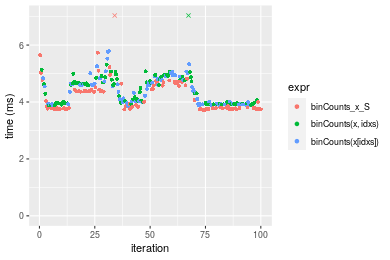 6
4
2
0
time (ms)
0
25
50
75
100
iteration
expr
binCounts_x_S
binCounts(x, idxs)
binCounts(x[idxs])